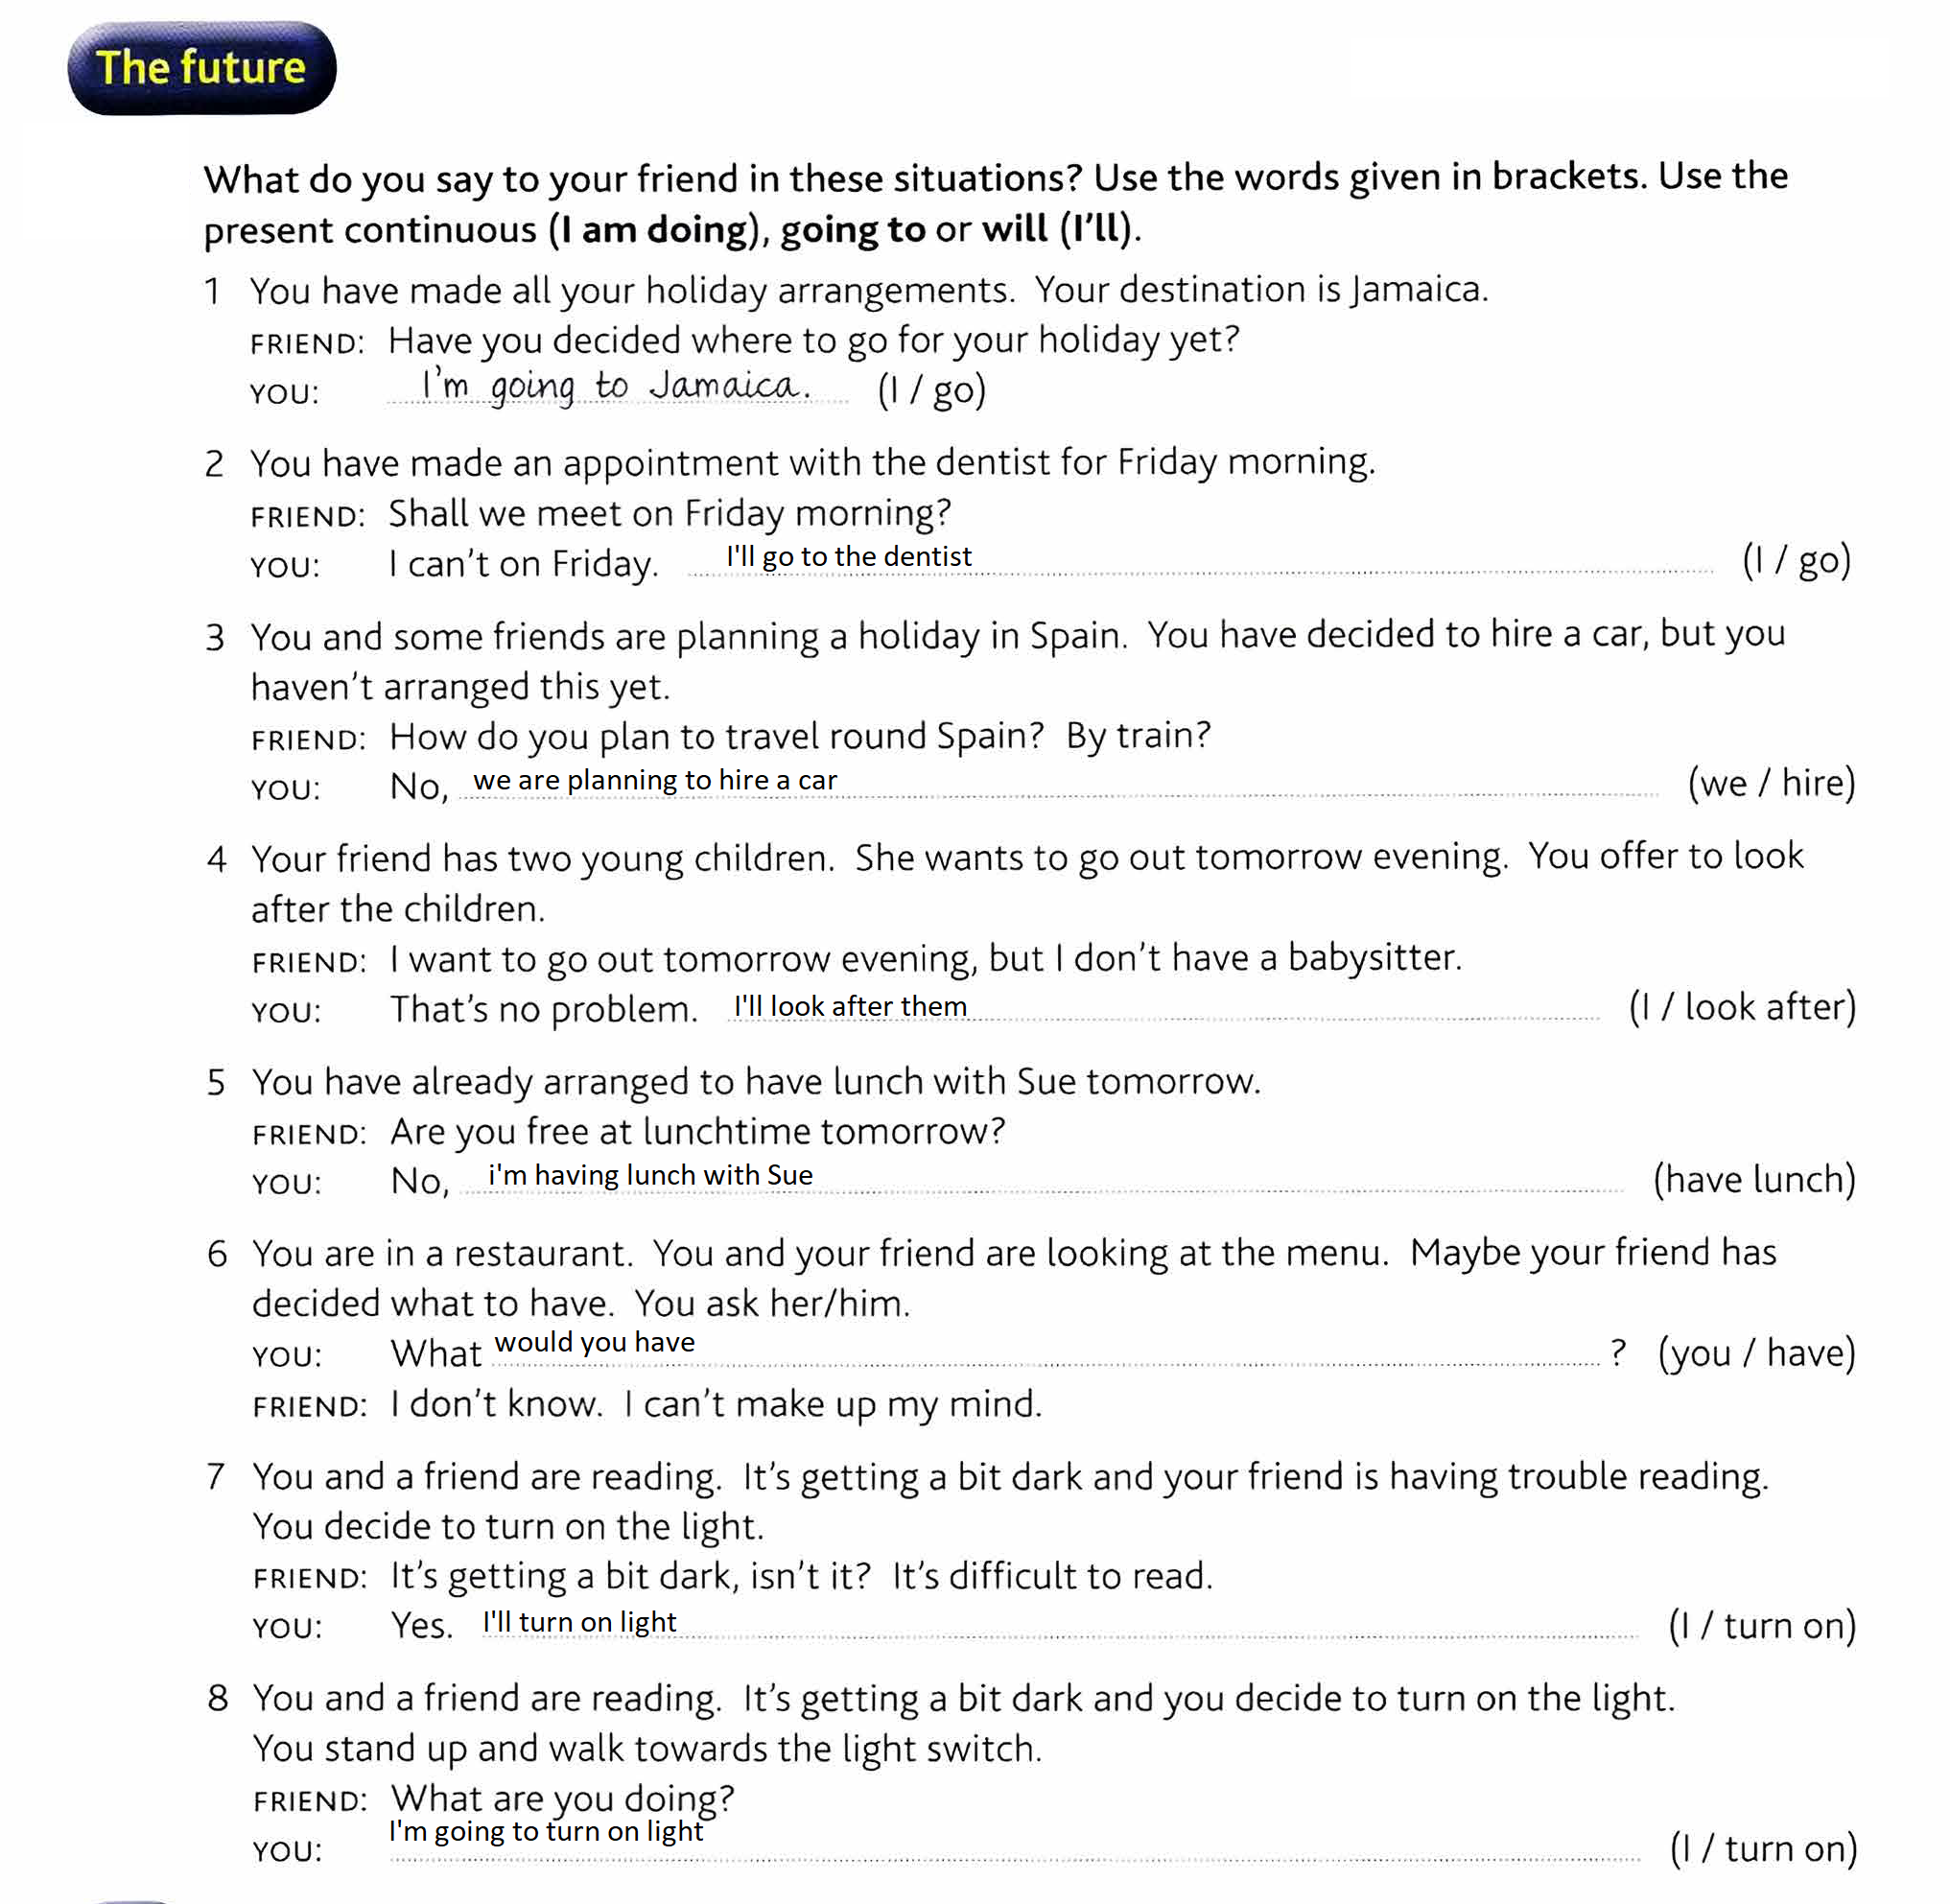 The future
What do you say to your friend in these situations? Use the words given in brackets. Use the
present continuous (I am doing), going to or will (I'll).
1 You have made all your holiday arrangements. Your destination is Jamaica.
FRIEND: Have you decided where to go for your holiday yet?
YOU: I'm going to Jamaica. (I / go)
2 You have made an appointment with the dentist for Friday morning.
FRIEND: Shall we meet on Friday morning?
YOU: I can't on Friday. I'll go to the dentist (I / go)
3 You and some friends are planning a holiday in Spain. You have decided to hire a car, but you
haven't arranged this yet.
FRIEND: How do you plan to travel round Spain? By train?
YOU: No, we are planning to hire a car (we / hire)
4 Your friend has two young children. She wants to go out tomorrow evening. You offer to look
after the children.
FRIEND: I want to go out tomorrow evening, but I don't have a babysitter.
YOU: That's no problem. I'll look after them (I / look after)
5 You have already arranged to have lunch with Sue tomorrow.
FRIEND: Are you free at lunchtime tomorrow?
YOU: No, i'm having lunch with Sue (have lunch)
6 You are in a restaurant. You and your friend are looking at the menu. Maybe your friend has
decided what to have. You ask her/him.
YOU: What would you have ? (you / have)
FRIEND: I don't know. I can't make up my mind.
7 You and a friend are reading. It's getting a bit dark and your friend is having trouble reading.
You decide to turn on the light.
FRIEND: It's getting a bit dark, isn't it? It's difficult to read.
YOU: Yes. I'll turn on light (I / turn on)
8 You and a friend are reading. It's getting a bit dark and you decide to turn on the light.
You stand up and walk towards the light switch.
FRIEND: What are you doing?
YOU: I'm going to turn on light (I / turn on)